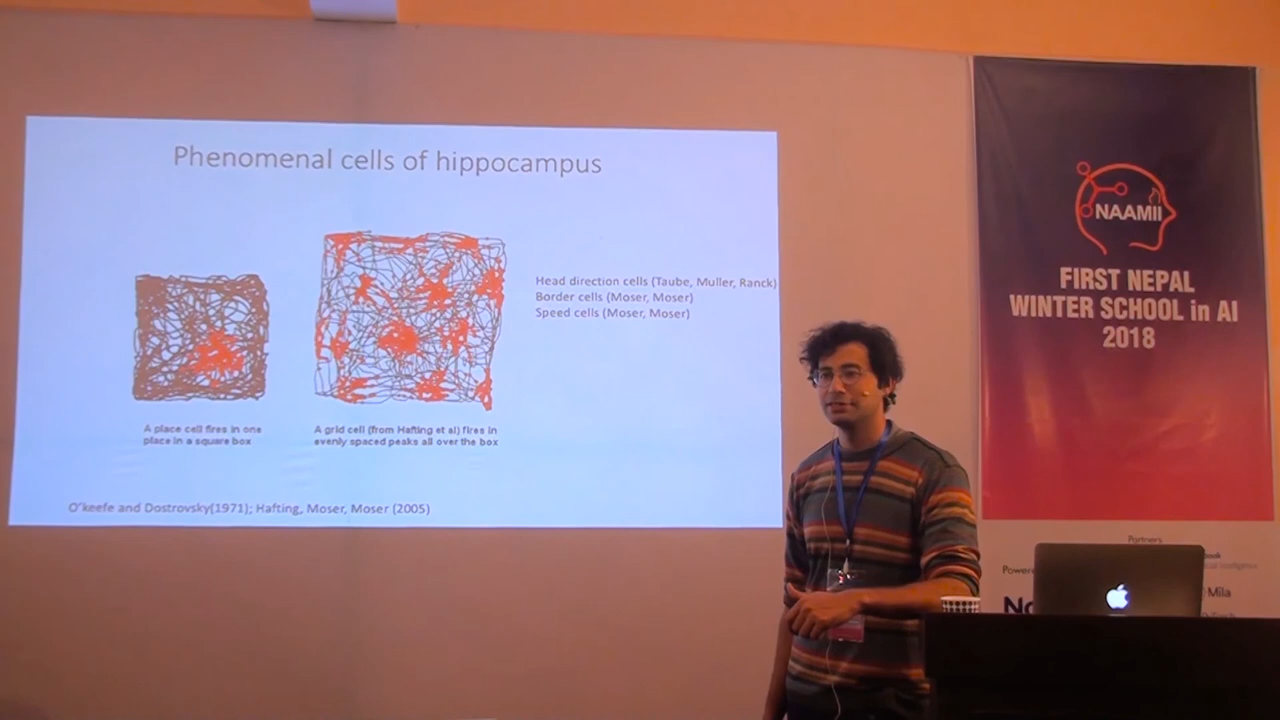 Phenomenal cells of hippocampus
Head direction cells (Taube, Muller, Ranck)
Border cells (Moser, Moser)
Speed cells (Moser, Moser)
A place cell fires in one
place in a square box
A grid cell (from Hafting et al) fires in
evenly spaced peaks all over the box
O'keefe and Dostrovsky(1971); Hafting, Moser, Moser (2005)
NAAMII
FIRST NEPAL
WINTER SCHOOL in AI
2018
Partners
Mila